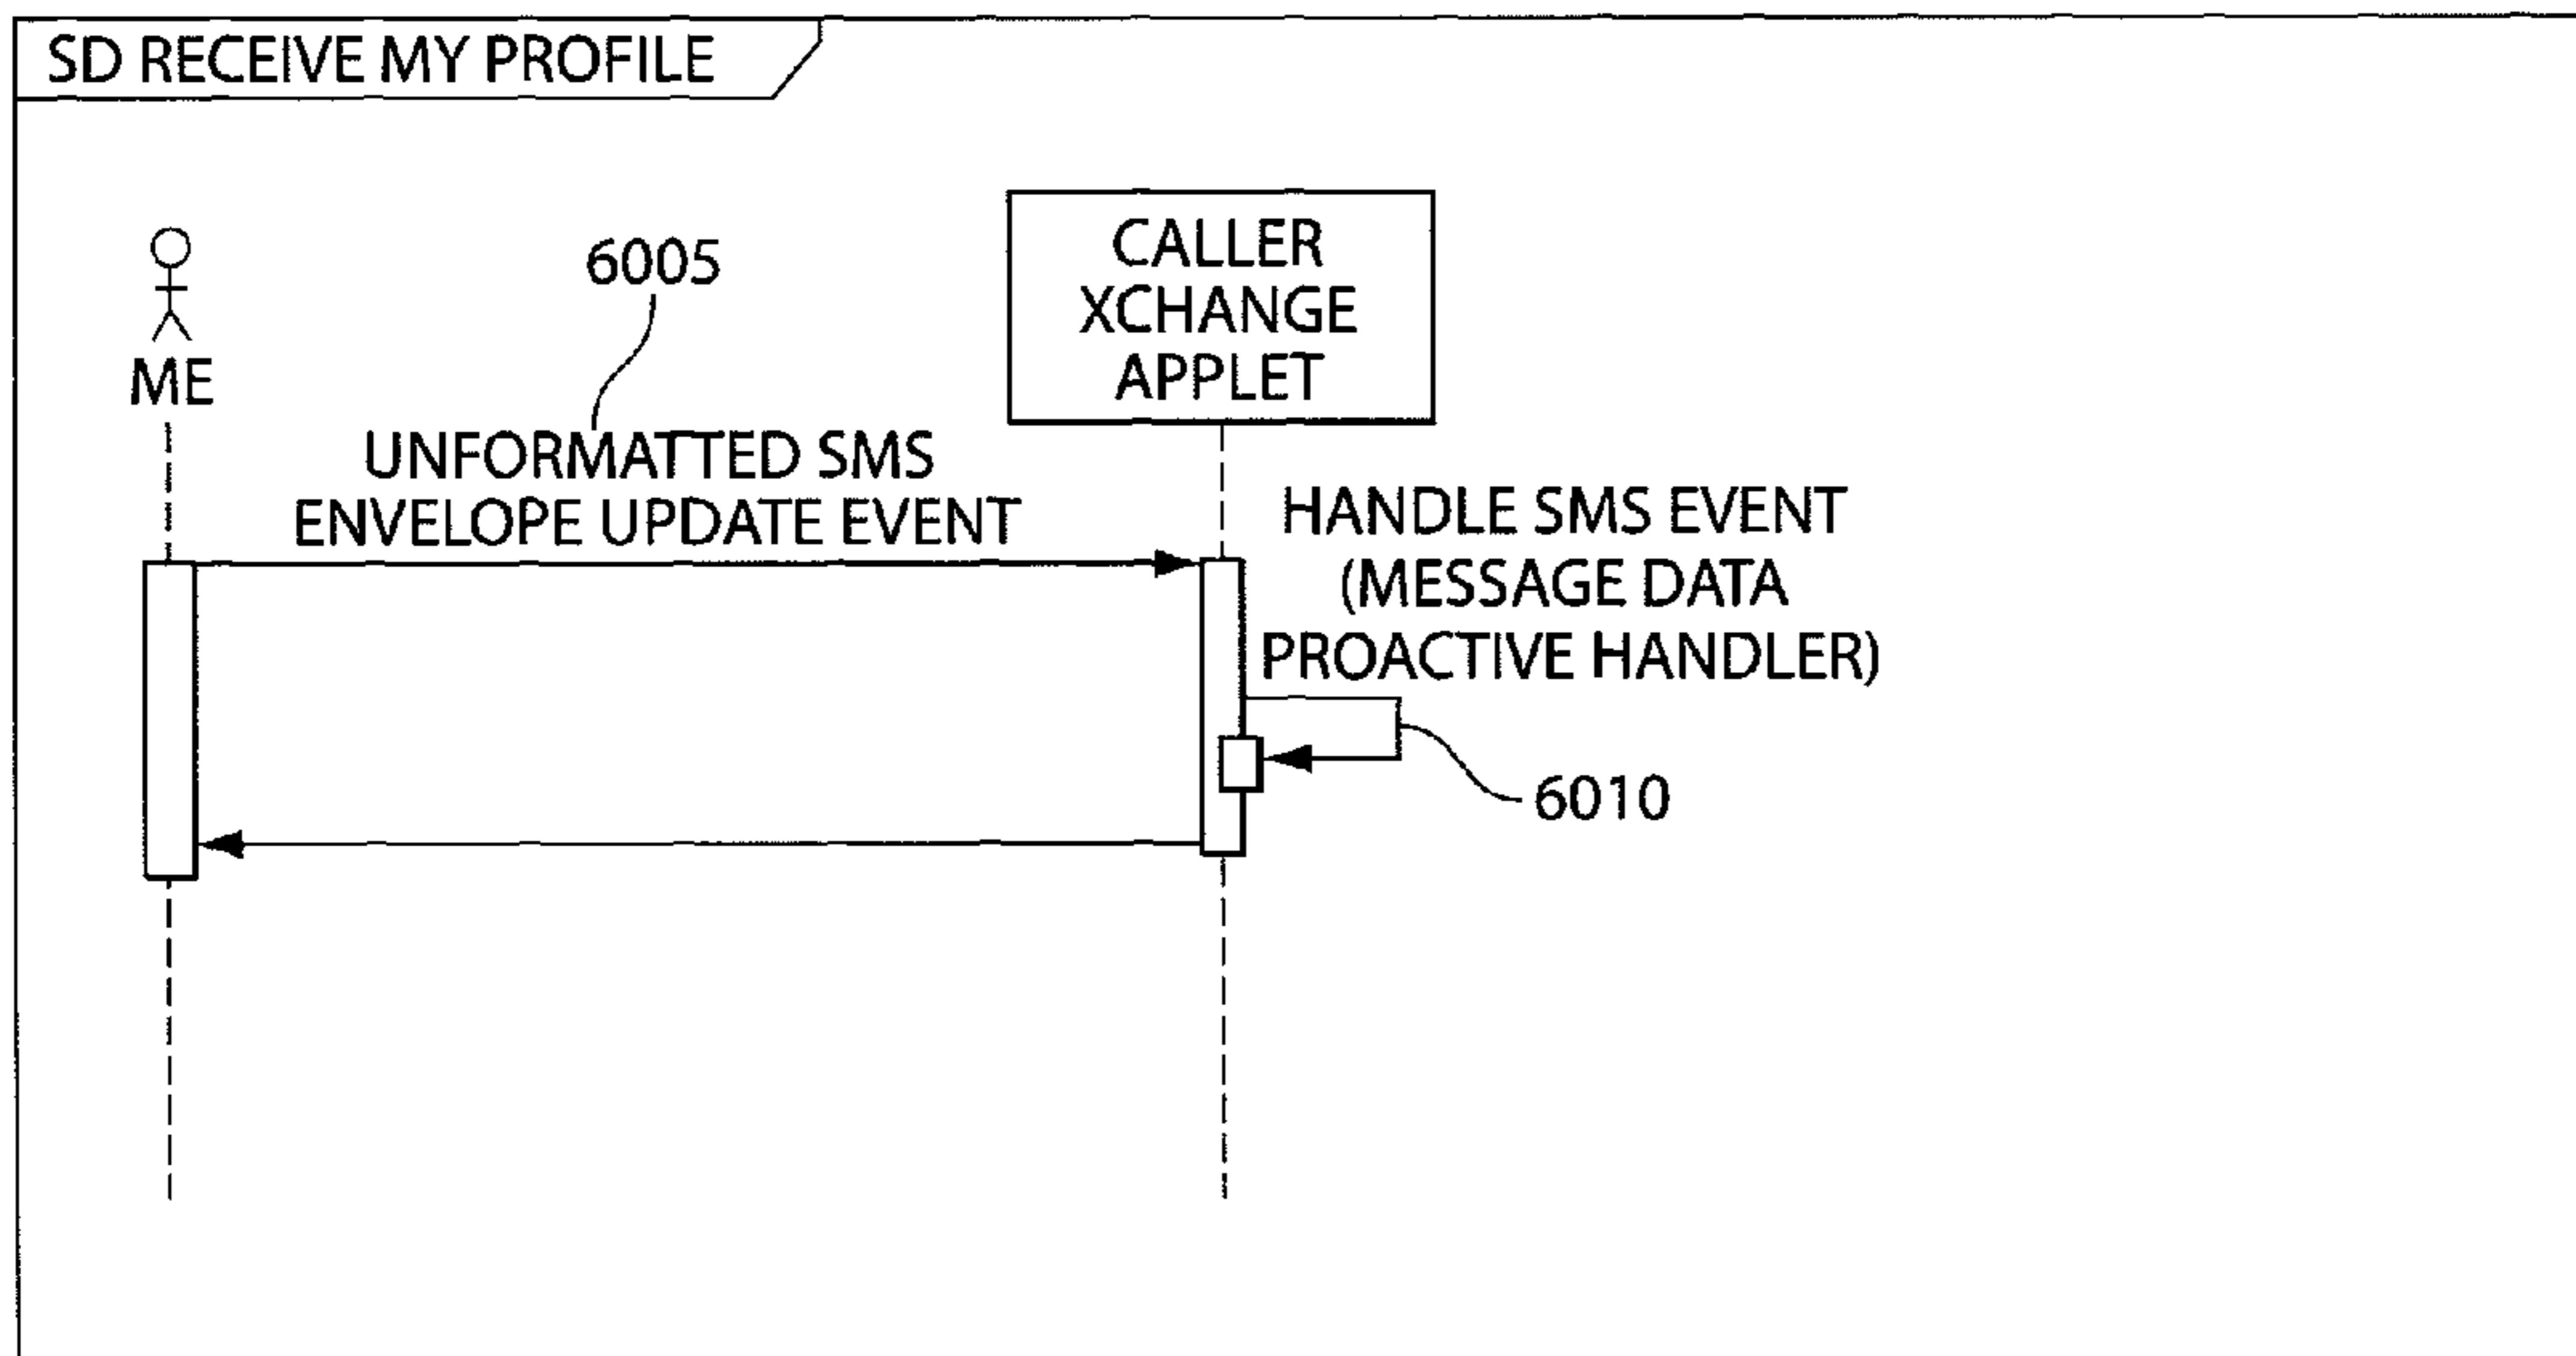 SD RECEIVE MY PROFILE
ME
6005
CALLER
XCHANGE
APPLET
UNFORMATTED SMS
ENVELOPE UPDATE EVENT
HANDLE SMS EVENT
(MESSAGE DATA
PROACTIVE HANDLER)
6010